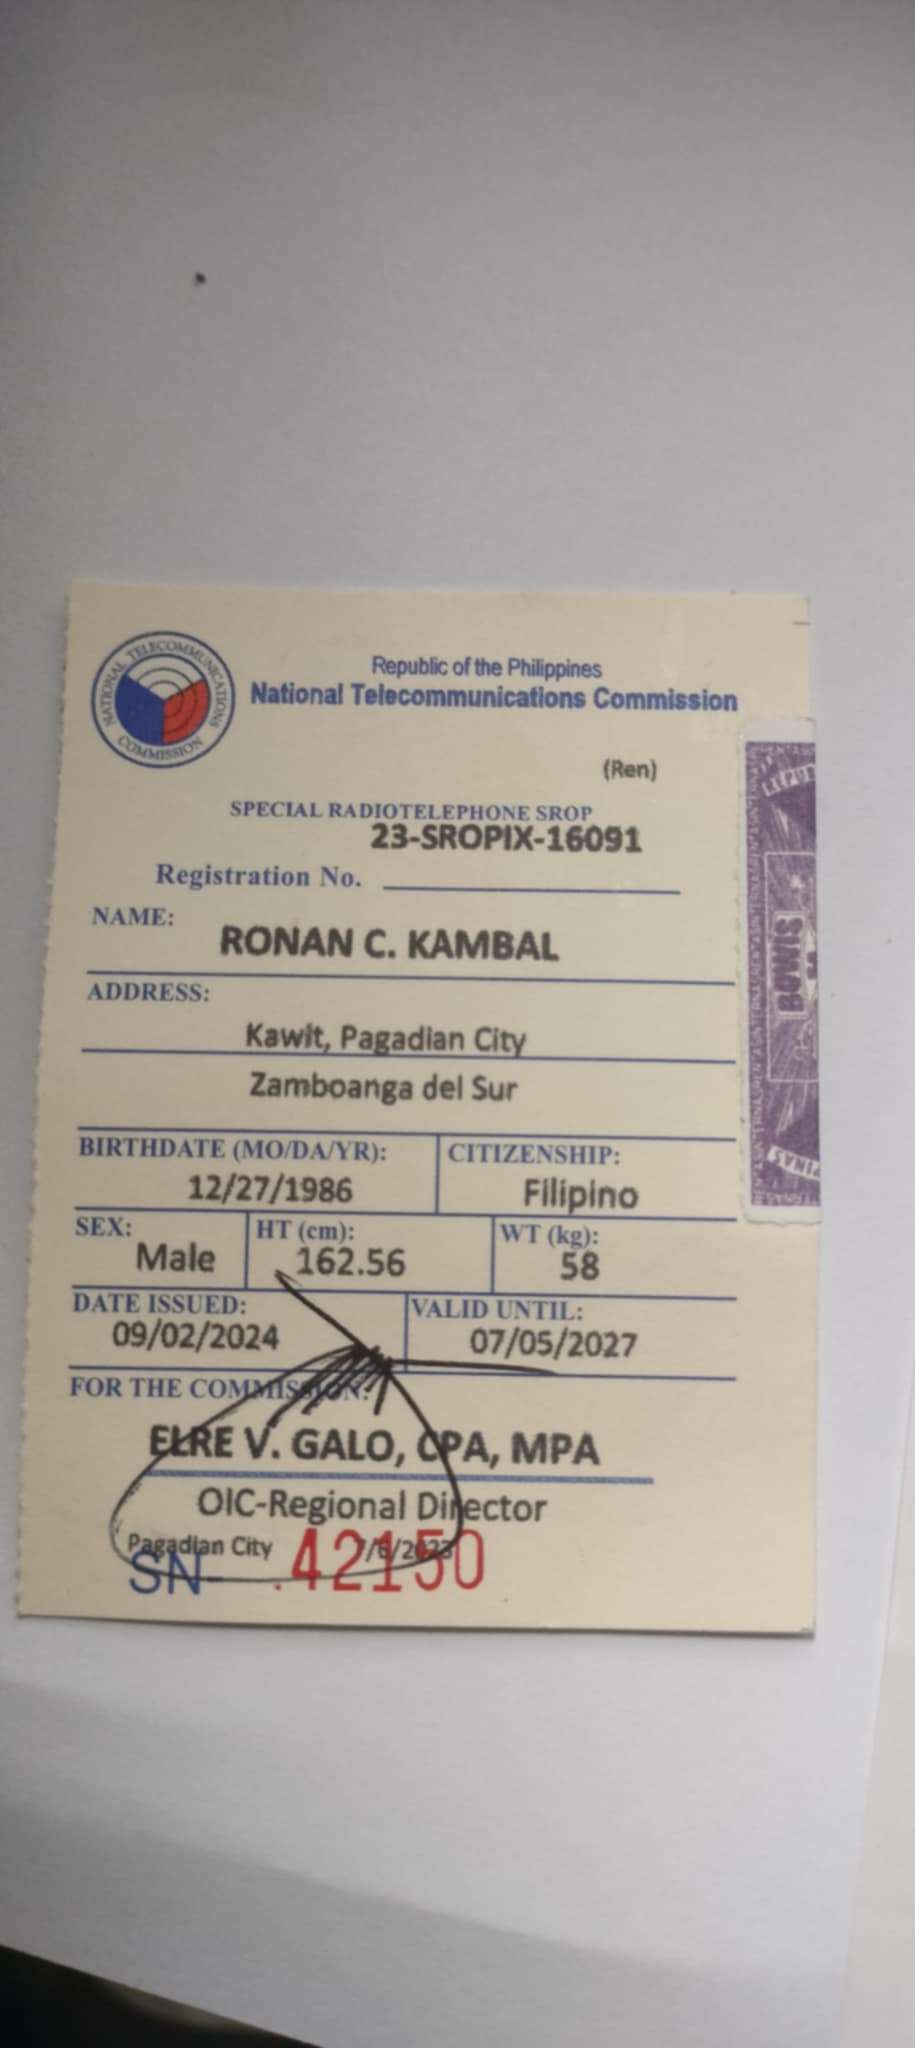 NATIONAL TELECOMMUNICATIONS
COMMISSION
Republic of the Philippines
National Telecommunications Commission
(Ren)
SPECIAL RADIOTELEPHONE SROP
23-SROPIX-16091
Registration No.
NAME:
RONAN C. KAMBAL
ADDRESS:
Kawit, Pagadian City
Zamboanga del Sur
BIRTHDATE (MO/DA/YR): CITIZENSHIP:
12/27/1986 Filipino
SEX: HT (cm): WT (kg):
Male 162.56 58
DATE ISSUED: VALID UNTIL:
09/02/2024 07/05/2027
FOR THE COMMISSION:
ELRE V. GALO, CPA, MPA
OIC-Regional Director
Pagadian City 7/6/2023
SN- .42150
BUWIS